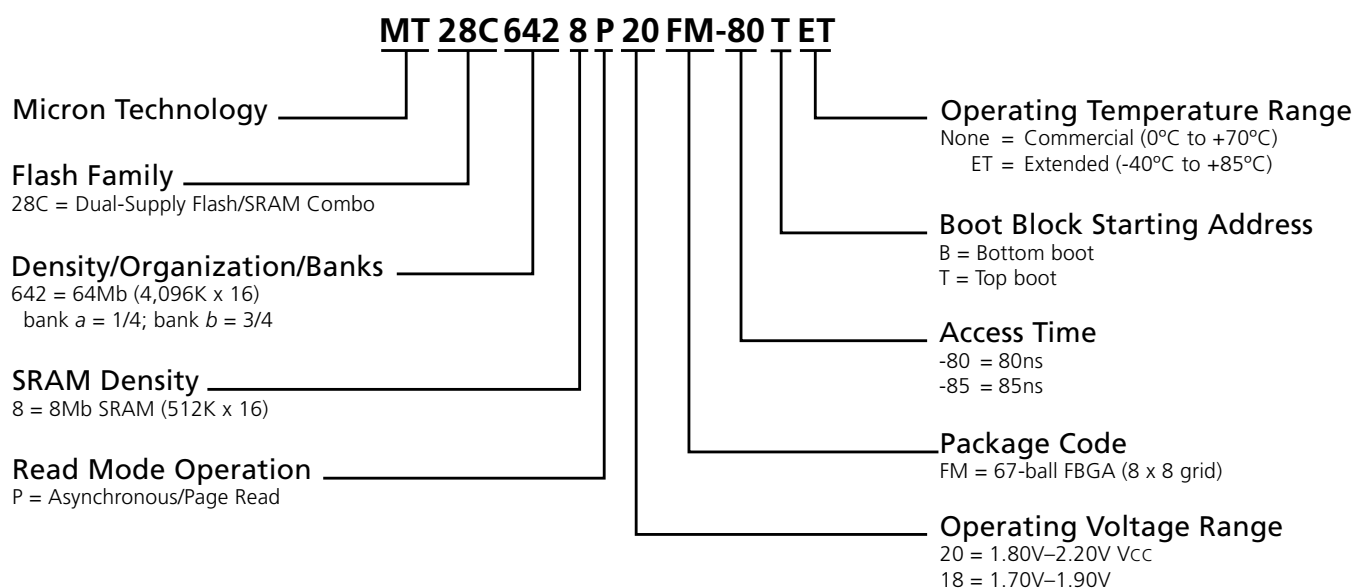 MT 28C 642 8 P 20 FM-80 T ET
Micron Technology
Flash Family
28C = Dual-Supply Flash/SRAM Combo
Density/Organization/Banks
642 = 64Mb (4,096K x 16)
bank a = 1/4; bank b = 3/4
SRAM Density
8 = 8Mb SRAM (512K x 16)
Read Mode Operation
P = Asynchronous/Page Read
Operating Temperature Range
None = Commercial (0ºC to +70ºC)
ET = Extended (-40ºC to +85ºC)
Boot Block Starting Address
B = Bottom boot
T = Top boot
Access Time
-80 = 80ns
-85 = 85ns
Package Code
FM = 67-ball FBGA (8 x 8 grid)
Operating Voltage Range
20 = 1.80V–2.20V VCC
18 = 1.70V–1.90V